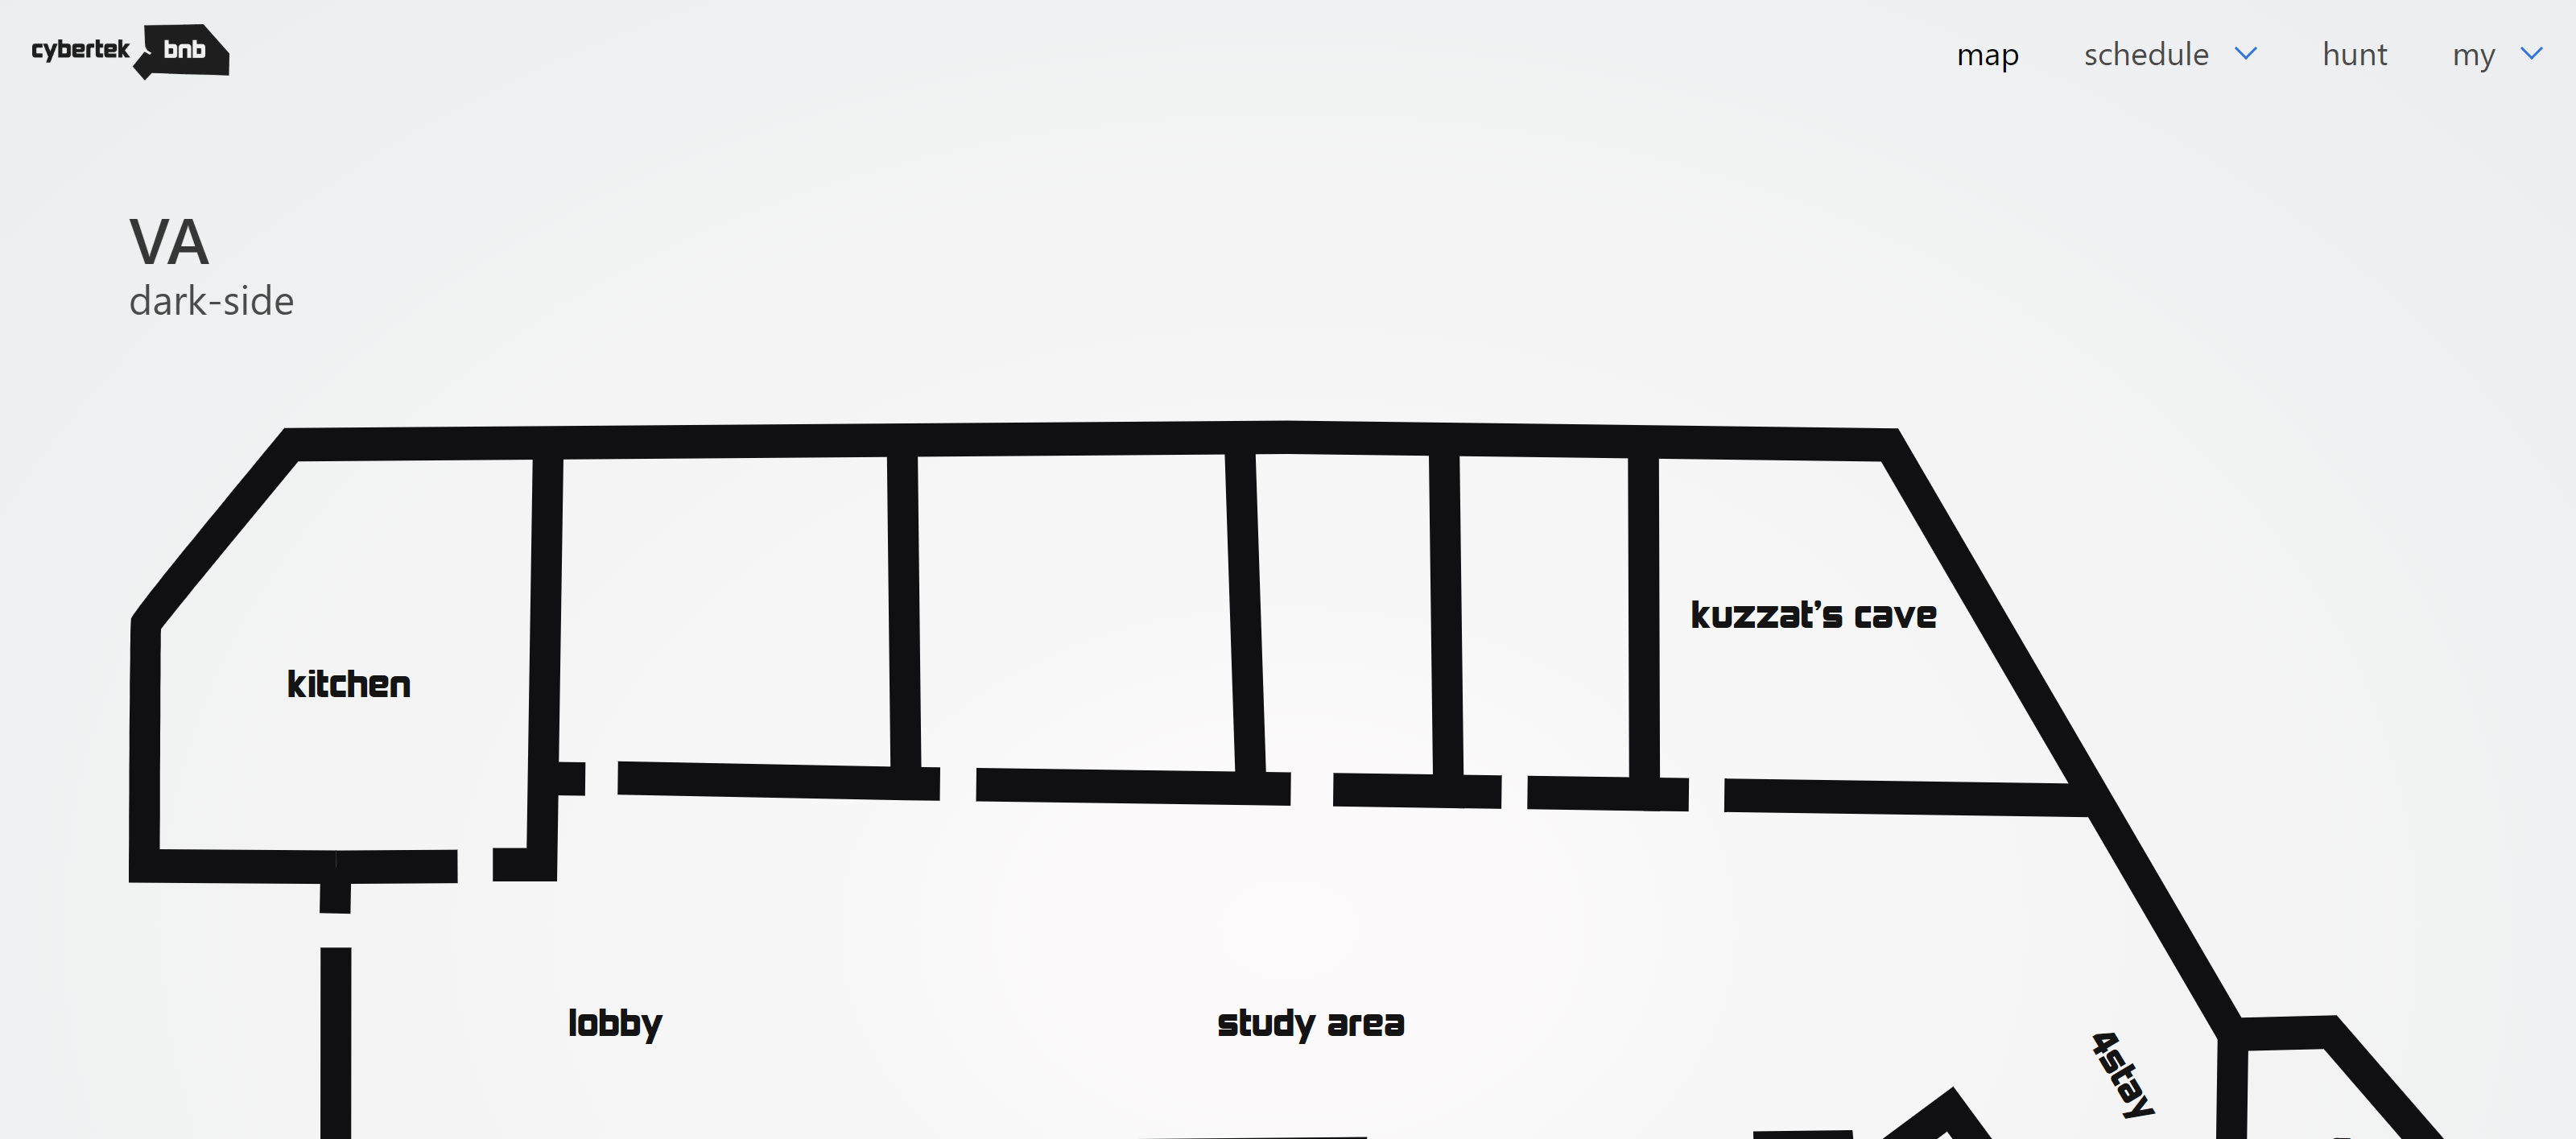 cybertek bnb
map schedule hunt my
VA
dark-side
kuzzat's cave
kitchen
lobby
study area
4stay